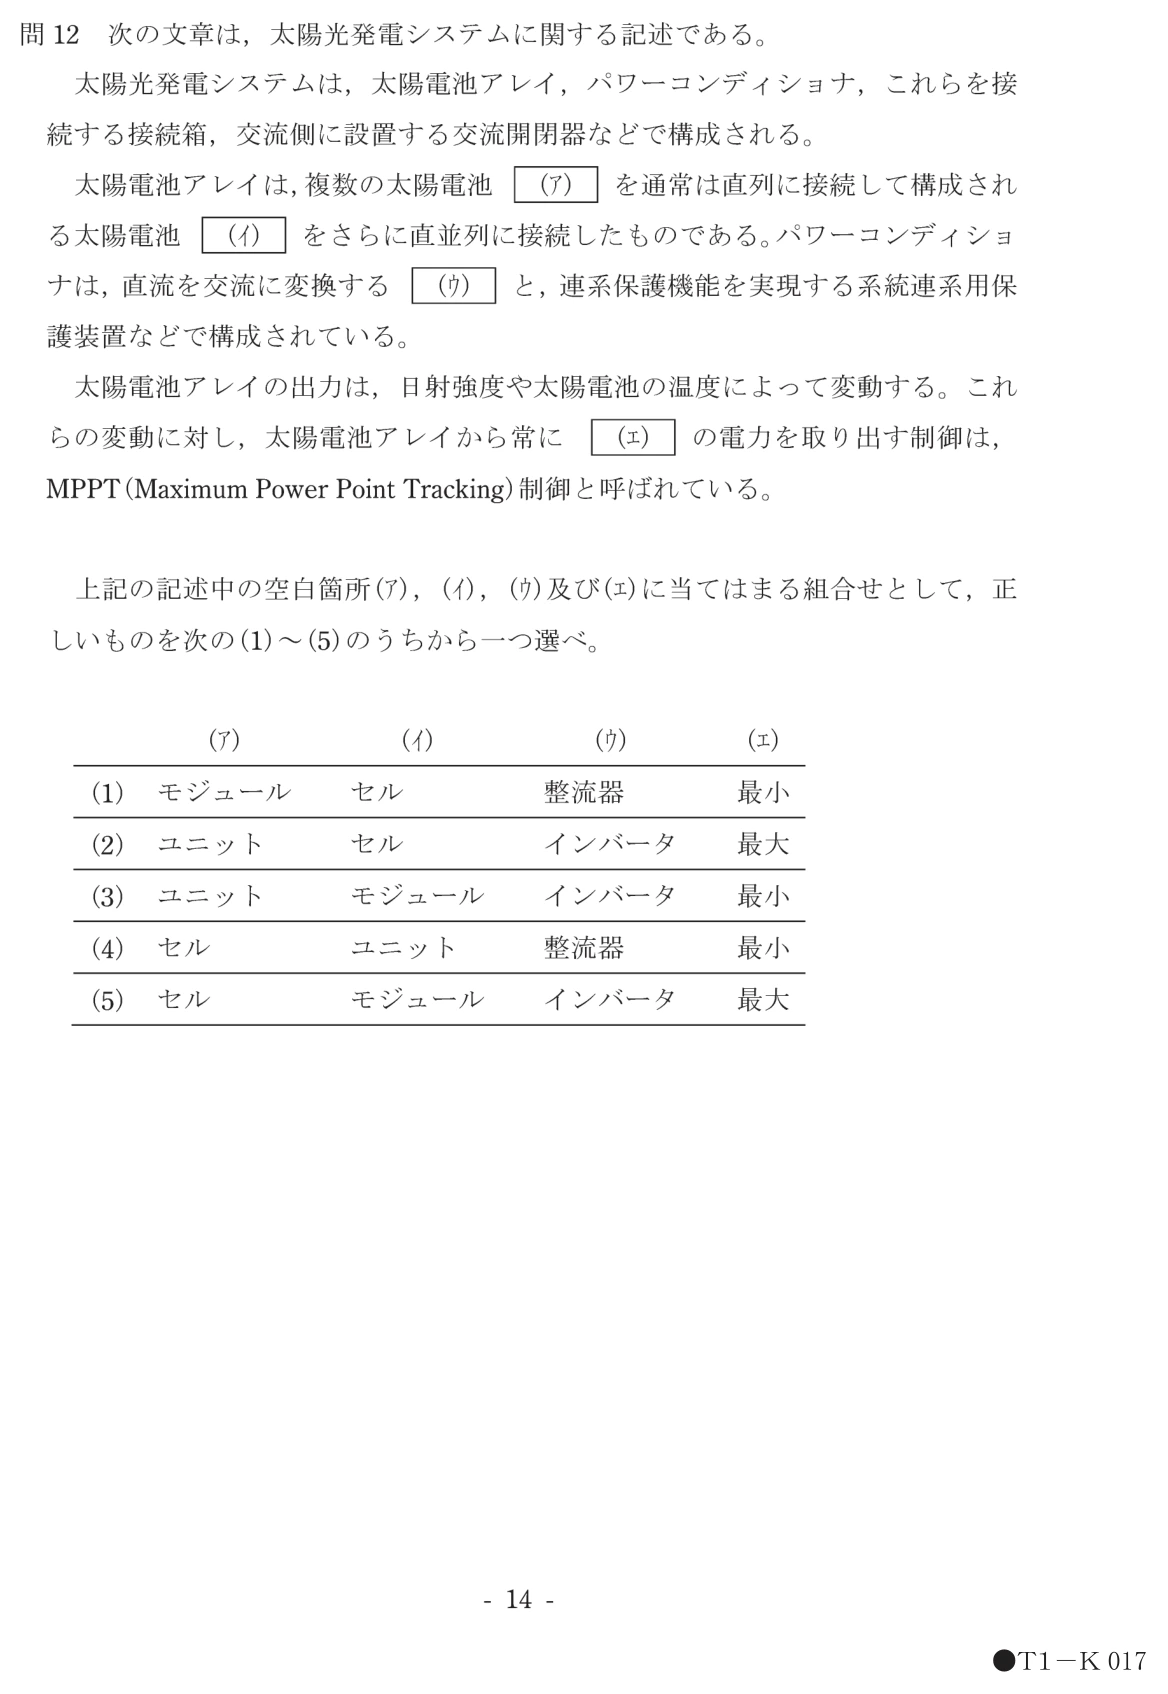 問12　次の文章は，太陽光発電システムに関する記述である。
太陽光発電システムは，太陽電池アレイ，パワーコンディショナ，これらを接
続する接続箱，交流側に設置する交流開閉器などで構成される。
太陽電池アレイは，複数の太陽電池 (ア) を通常は直列に接続して構成され
る太陽電池 (イ) をさらに直並列に接続したものである。パワーコンディショ
ナは，直流を交流に変換する (ウ) と，連系保護機能を実現する系統連系用保
護装置などで構成されている。
太陽電池アレイの出力は，日射強度や太陽電池の温度によって変動する。これ
らの変動に対し，太陽電池アレイから常に (エ) の電力を取り出す制御は，
MPPT(Maximum Power Point Tracking)制御と呼ばれている。
上記の記述中の空白箇所(ア)，(イ)，(ウ)及び(エ)に当てはまる組合せとして，正
しいものを次の(1)～(5)のうちから一つ選べ。
(ア) (イ) (ウ) (エ)
(1) モジュール セル 整流器 最小
(2) ユニット セル インバータ 最大
(3) ユニット モジュール インバータ 最小
(4) セル ユニット 整流器 最小
(5) セル モジュール インバータ 最大
- 14 -
●T1－K 017